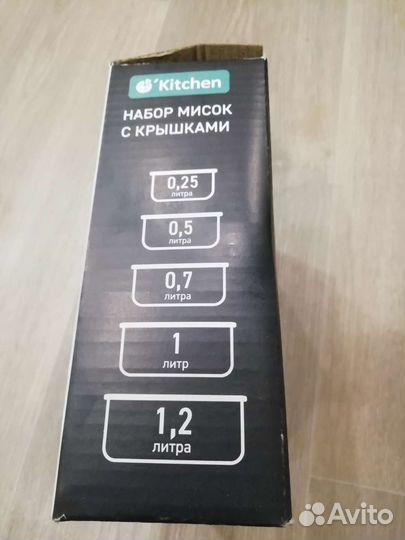 'Kitchen
НАБОР МИСОК
С КРЫШКАМИ
0,25
литра
0,5
литра
0,7
литра
1
литр
1,2
литра
Avito